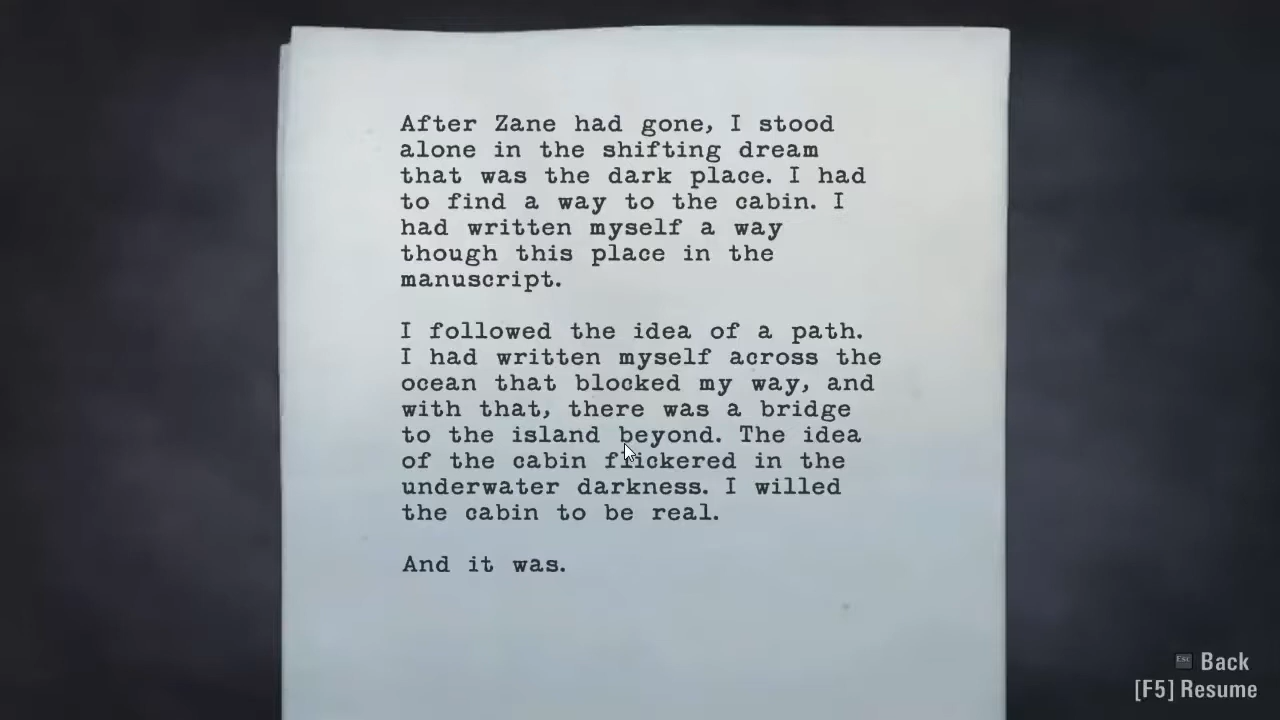 After Zane had gone, I stood
alone in the shifting dream
that was the dark place. I had
to find a way to the cabin. I
had written myself a way
though this place in the
manuscript.
I followed the idea of a path.
I had written myself across the
ocean that blocked my way, and
with that, there was a bridge
to the island beyond. The idea
of the cabin flickered in the
underwater darkness. I willed
the cabin to be real.
And it was.
Esc Back
[F5] Resume